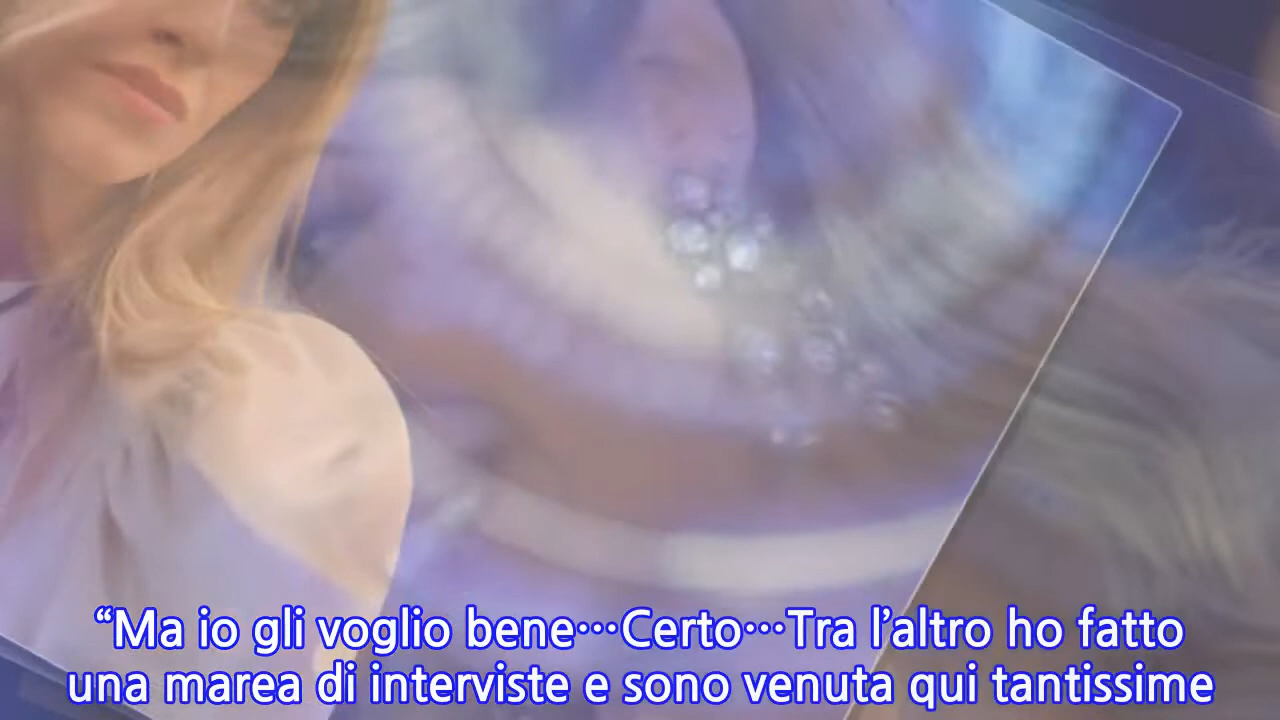 “Ma io gli voglio bene…Certo…Tra l’altro ho fatto
una marea di interviste e sono venuta qui tantissime